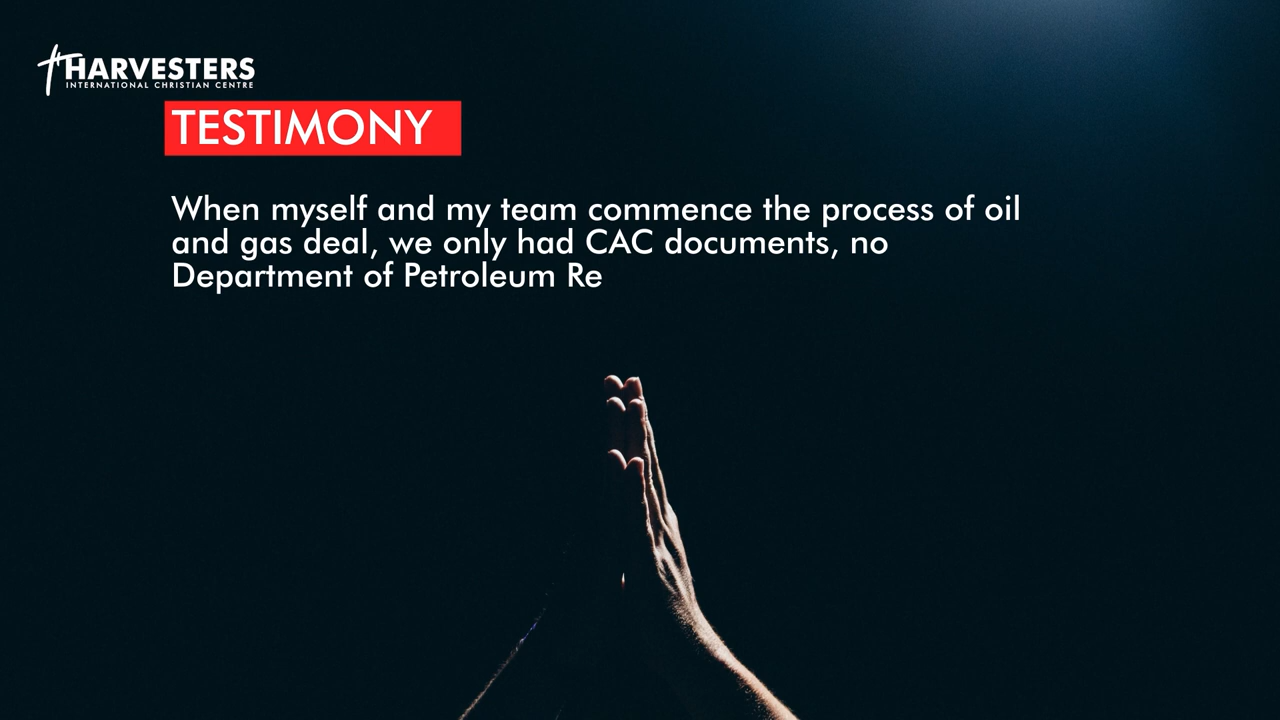 HARVESTERS
INTERNATIONAL CHRISTIAN CENTRE
TESTIMONY
When myself and my team commence the process of oil
and gas deal, we only had CAC documents, no
Department of Petroleum Re